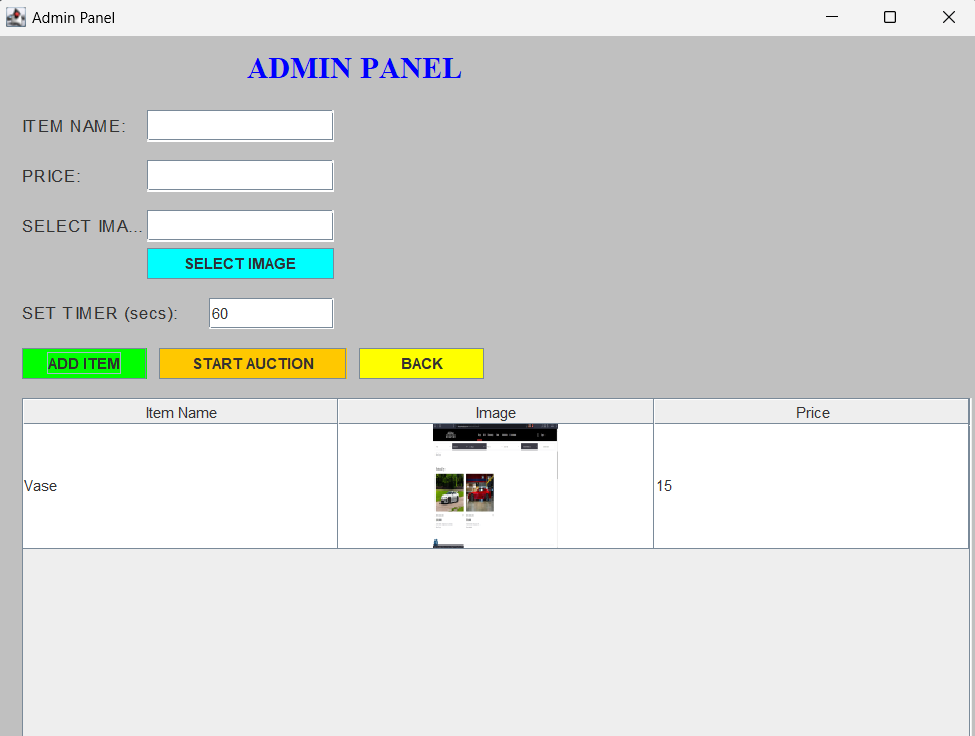 Admin Panel
ADMIN PANEL
ITEM NAME:
PRICE:
SELECT IMA...
SELECT IMAGE
SET TIMER (secs): 60
ADD ITEM START AUCTION BACK
Item Name Image Price
Vase 15